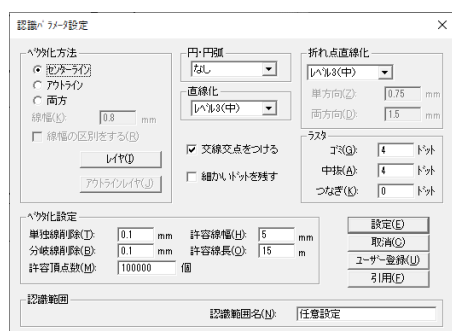 認識ﾊﾟﾗﾒｰﾀ設定
ﾍﾞｸﾀ化方法
ｾﾝﾀｰﾗｲﾝ
ｱｳﾄﾗｲﾝ
両方
線幅(K): 0.8 mm
線幅の区別をする(R)
ﾚｲﾔ(I)
ｱｳﾄﾗｲﾝﾚｲﾔ(J)
円・円弧
なし
直線化
ﾚﾍﾞﾙ3(中)
交線交点をつける
細かいﾄﾞｯﾄを残す
折れ点直線化
ﾚﾍﾞﾙ3(中)
単方向(Z): 0.75 mm
両方向(D): 1.5 mm
ﾗｽﾀ
ｺﾞﾐ(G): 4 ﾄﾞｯﾄ
中抜(A): 4 ﾄﾞｯﾄ
つなぎ(K): 0 ﾄﾞｯﾄ
ﾍﾞｸﾀ化設定
単独線削除(T): 0.1 mm 許容線幅(H): 5 mm
分岐線削除(B): 0.1 mm 許容線長(O): 15 m
許容頂点数(M): 100000 個
設定(E)
取消(C)
ユーザー登録(U)
引用(F)
認識範囲
認識範囲名(N): 任意設定